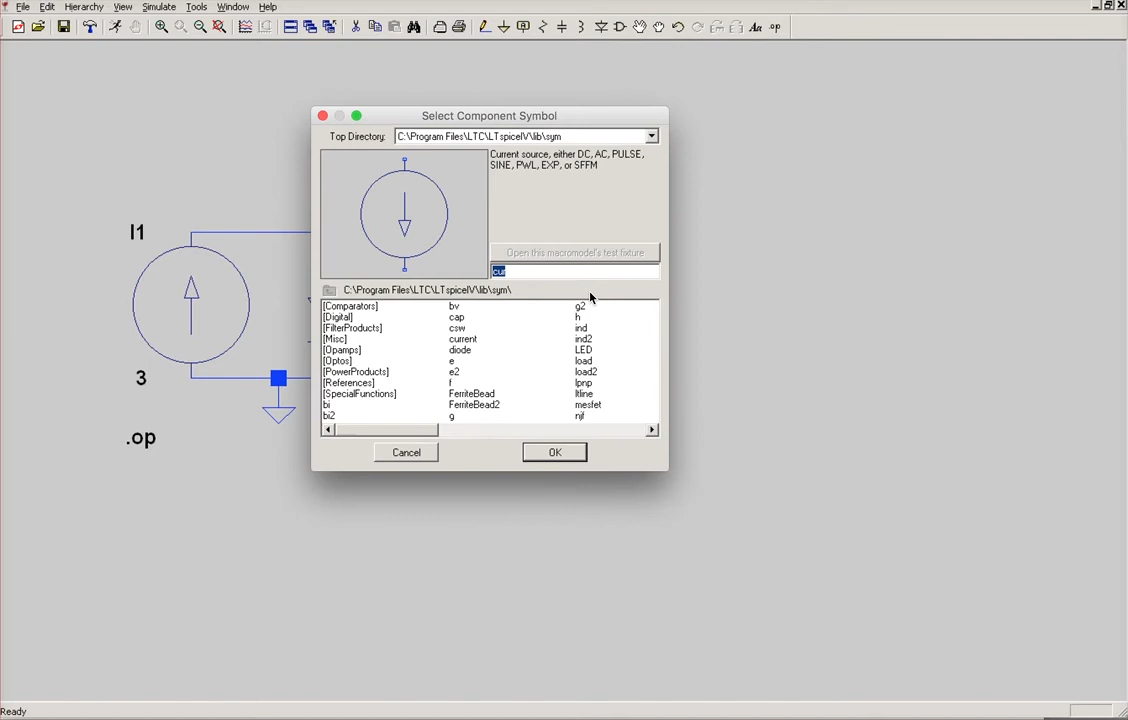 File Edit Hierarchy View Simulate Tools Window Help
Aa .op
Select Component Symbol
Top Directory: C:\Program Files\LTC\LTspiceIV\lib\sym
Current source, either DC, AC, PULSE,
SINE, PWL, EXP, or SFFM
Open this macromodel's test fixture
cur
C:\Program Files\LTC\LTspiceIV\lib\sym\
[Comparators] bv g2
[Digital] cap h
[FilterProducts] csw ind
[Misc] current ind2
[Opamps] diode LED
[Optos] e load
[PowerProducts] e2 load2
[References] f lpnp
[SpecialFunctions] FerriteBead ltline
bi FerriteBead2 mesfet
bi2 g njf
Cancel OK
I1
3
.op
Ready